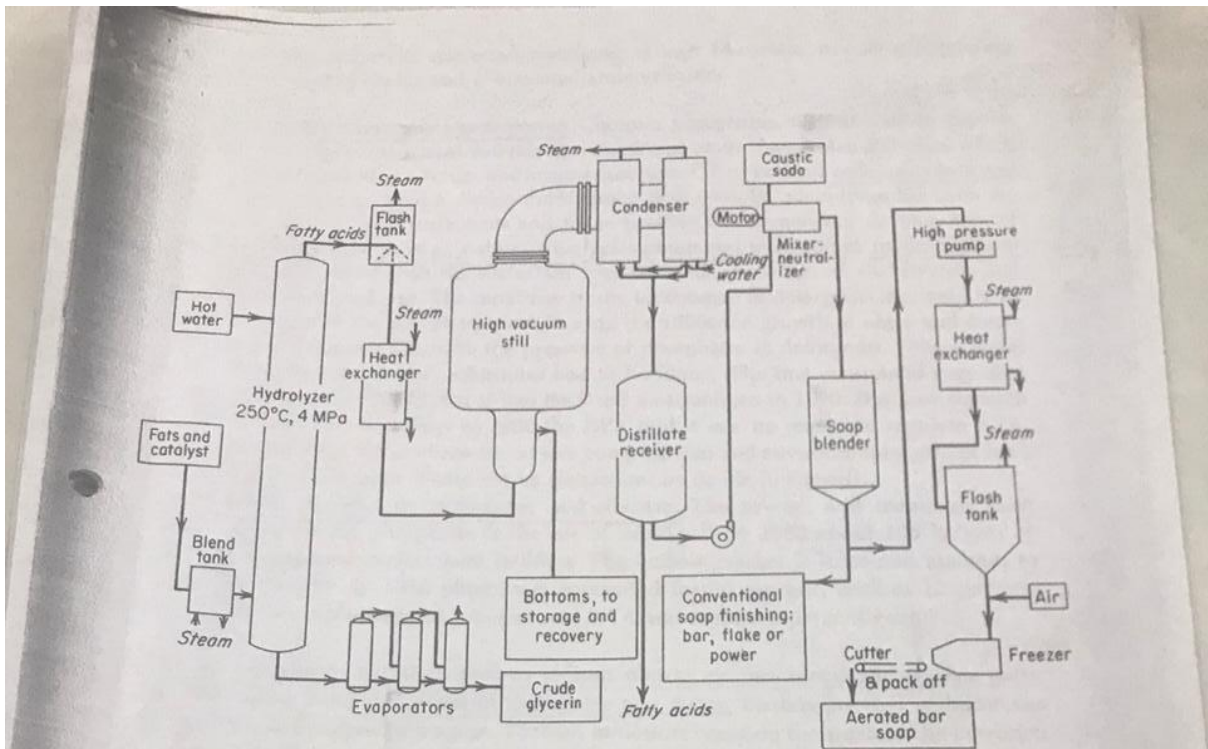 Steam
Caustic
soda
Steam
Condenser
Motor
Flash
tank
Fatty acids
High pressure
pump
Mixer-
neutral-
izer
Cooling
water
Steam
Hot
water
Steam
High vacuum
still
Heat
exchanger
Heat
exchanger
Hydrolyzer
250°C, 4 MPa
Fats and
catalyst
Distillate
receiver
Soap
blender
Steam
Flash
tank
Blend
tank
Steam
Bottoms, to
storage and
recovery
Conventional
soap finishing:
bar, flake or
power
Air
Cutter
& pack off
Freezer
Evaporators
Crude
glycerin
Fatty acids
Aerated bar
soap